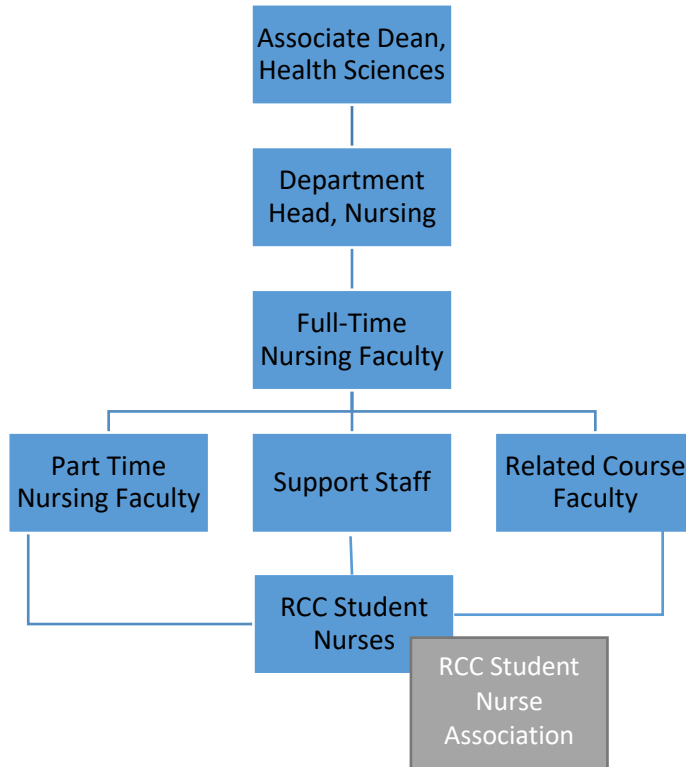 Associate Dean,
Health Sciences
Department
Head, Nursing
Full-Time
Nursing Faculty
Part Time
Nursing Faculty
Support Staff
Related Course
Faculty
RCC Student
Nurses
RCC Student
Nurse
Association